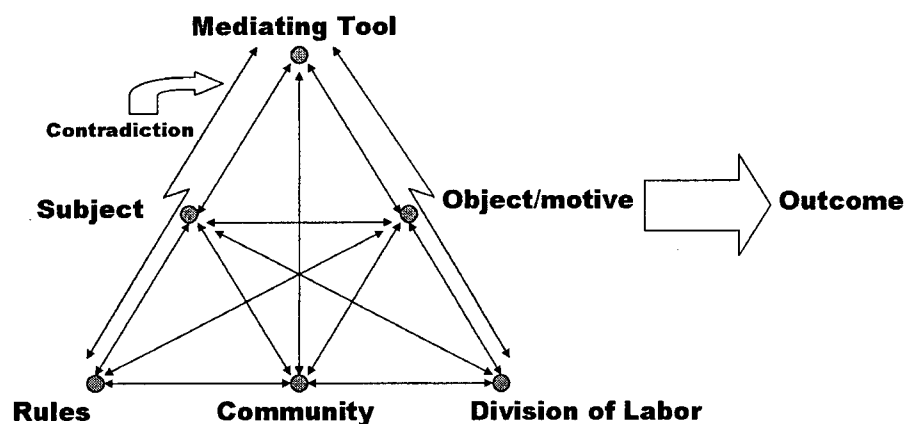 Mediating Tool
Contradiction
Subject
Object/motive
Outcome
Rules
Community
Division of Labor